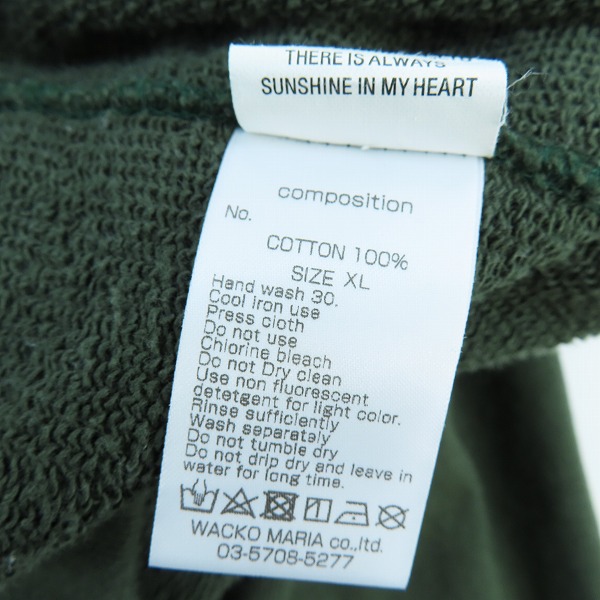 THERE IS ALWAYS
SUNSHINE IN MY HEART
composition
No.
COTTON 100%
SIZE XL
Hand wash 30.
Cool iron use
Press cloth
Do not use
Chlorine bleach
Do not Dry clean
Use non fluorescent
detetgent for light color.
Rinse sufficiently
Wash separately
Do not tumble dry
Do not drip dry and leave in
water for long time.
WACKO MARIA co.,ltd.
03-5708-5277